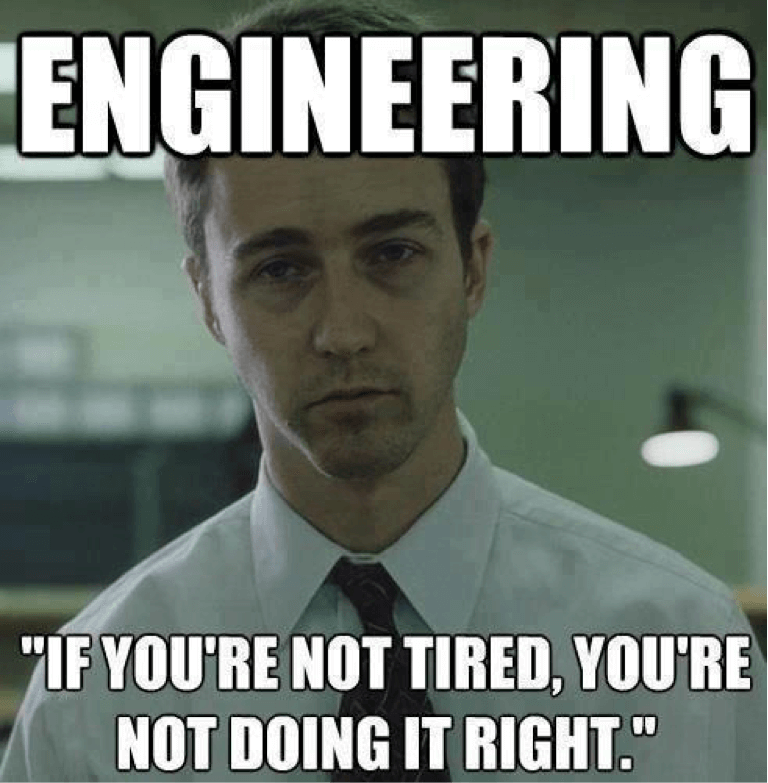 ENGINEERING
"IF YOU'RE NOT TIRED, YOU'RE
NOT DOING IT RIGHT."